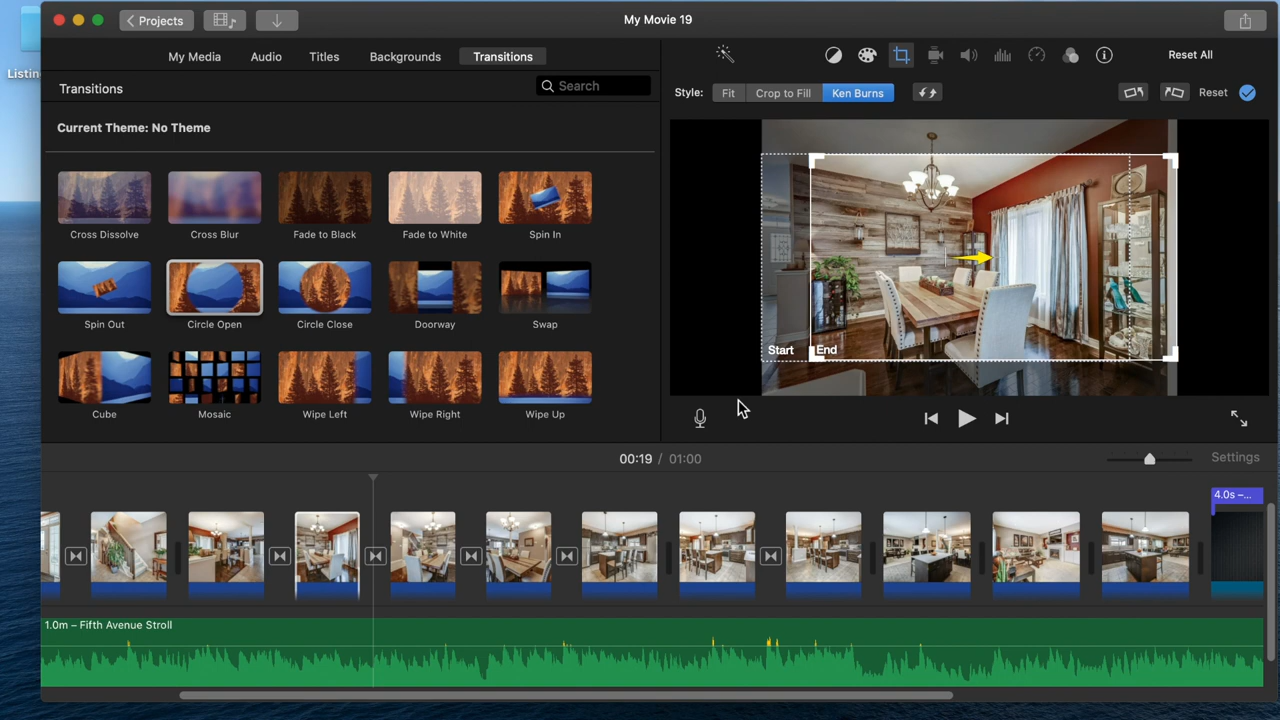 Projects
My Movie 19
My Media
Audio
Titles
Backgrounds
Transitions
Reset All
Transitions
Search
Style:
Fit
Crop to Fill
Ken Burns
Reset
Current Theme: No Theme
Cross Dissolve
Cross Blur
Fade to Black
Fade to White
Spin In
Spin Out
Circle Open
Circle Close
Doorway
Swap
Cube
Mosaic
Wipe Left
Wipe Right
Wipe Up
Start
End
00:19 / 01:00
Settings
4.0s –...
1.0m – Fifth Avenue Stroll